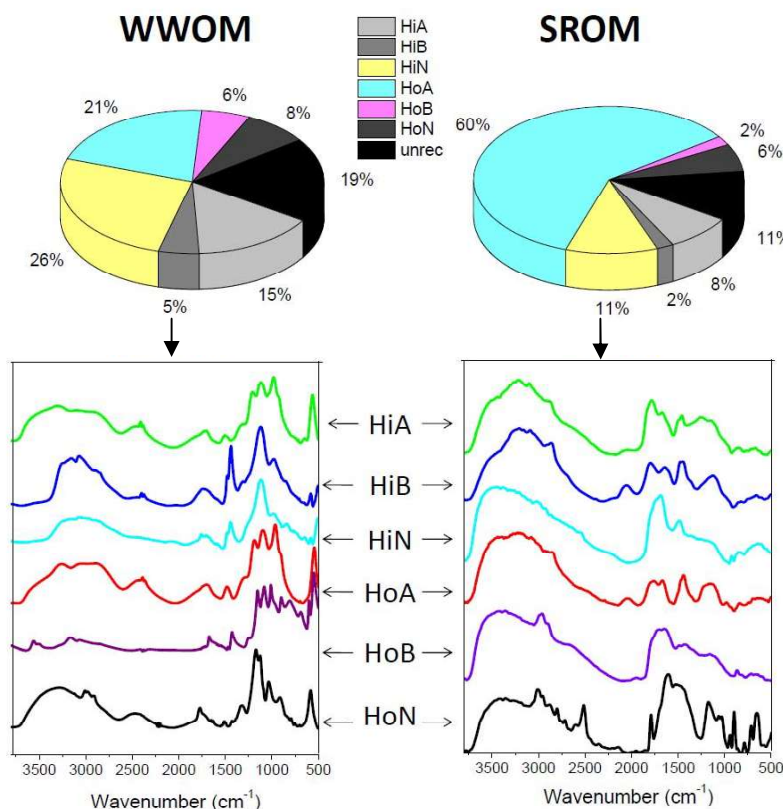 WWOM
SROM
HiA
HiB
HiN
HoA
HoB
HoN
unrec
21%
6%
8%
19%
15%
5%
26%
60%
2%
6%
11%
8%
2%
11%
HiA
HiB
HiN
HoA
HoB
HoN
3500 3000 2500 2000 1500 1000 500
Wavenumber (cm⁻¹)
3500 3000 2500 2000 1500 1000 500
Wavenumber (cm⁻¹)